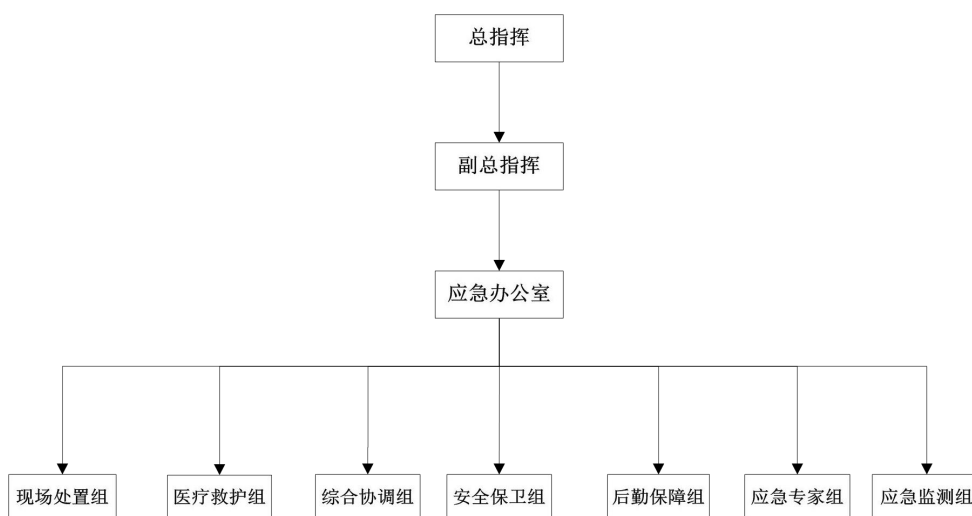 总指挥
副总指挥
应急办公室
现场处置组
医疗救护组
综合协调组
安全保卫组
后勤保障组
应急专家组
应急监测组